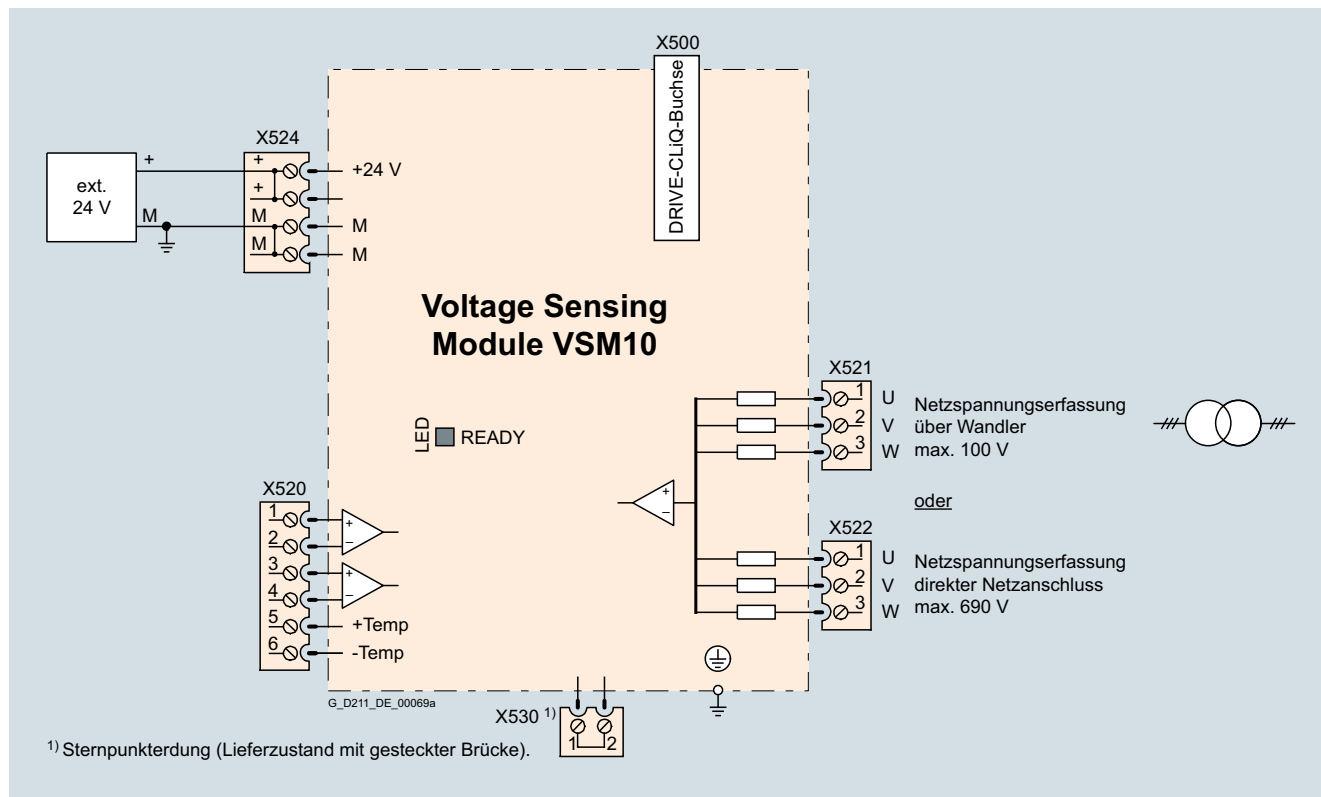 X500
DRIVE-CLiQ-Buchse
X524
ext.
24 V
+
M
+
+
M
M
+24 V
M
M
Voltage Sensing
Module VSM10
LED
READY
X521
1
2
3
U
V
W
Netzspannungserfassung
über Wandler
max. 100 V
+
–
oder
X520
1
2
3
4
5
6
+
–
+
–
+Temp
-Temp
X522
1
2
3
U
V
W
Netzspannungserfassung
direkter Netzanschluss
max. 690 V
G_D211_DE_00069a
X530 1)
1 2
1) Sternpunkterdung (Lieferzustand mit gesteckter Brücke).